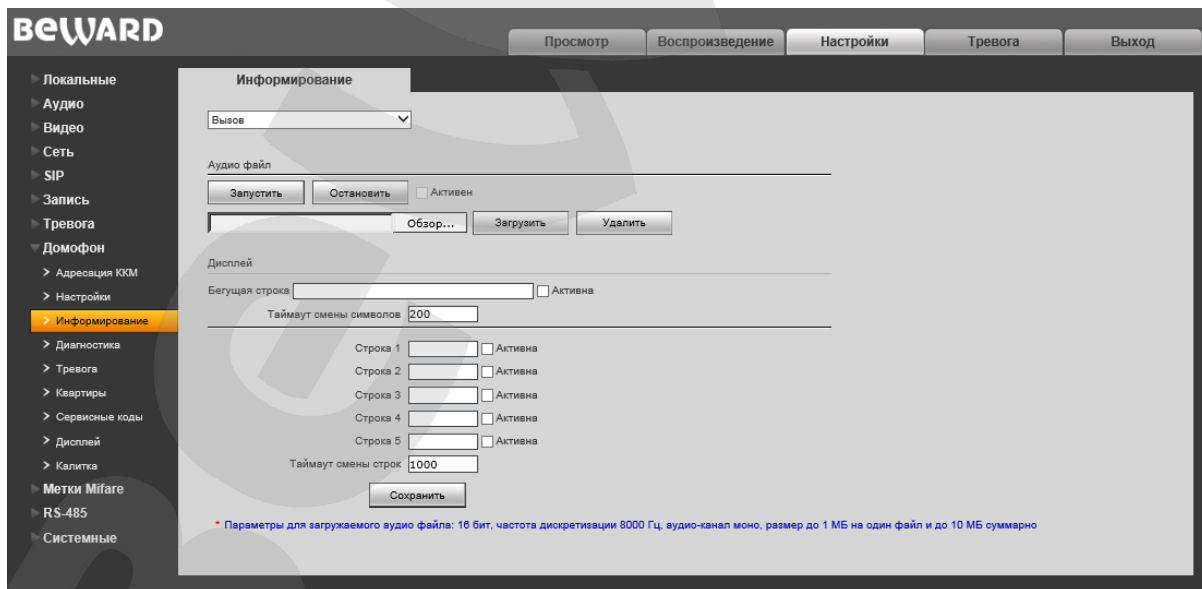 BEWARD
Просмотр Воспроизведение Настройки Тревога Выход
Локальные
Аудио
Видео
Сеть
SIP
Запись
Тревога
Домофон
Адресация ККМ
Настройки
Информирование
Диагностика
Тревога
Квартиры
Сервисные коды
Дисплей
Калитка
Метки Mifare
RS-485
Системные
Информирование
Вызов
Аудио файл
Запустить Остановить Активен
Обзор... Загрузить Удалить
Дисплей
Бегущая строка Активна
Таймаут смены символов 200
Строка 1 Активна
Строка 2 Активна
Строка 3 Активна
Строка 4 Активна
Строка 5 Активна
Таймаут смены строк 1000
Сохранить
* Параметры для загружаемого аудио файла: 16 бит, частота дискретизации 8000 Гц, аудио-канал моно, размер до 1 МБ на один файл и до 10 МБ суммарно